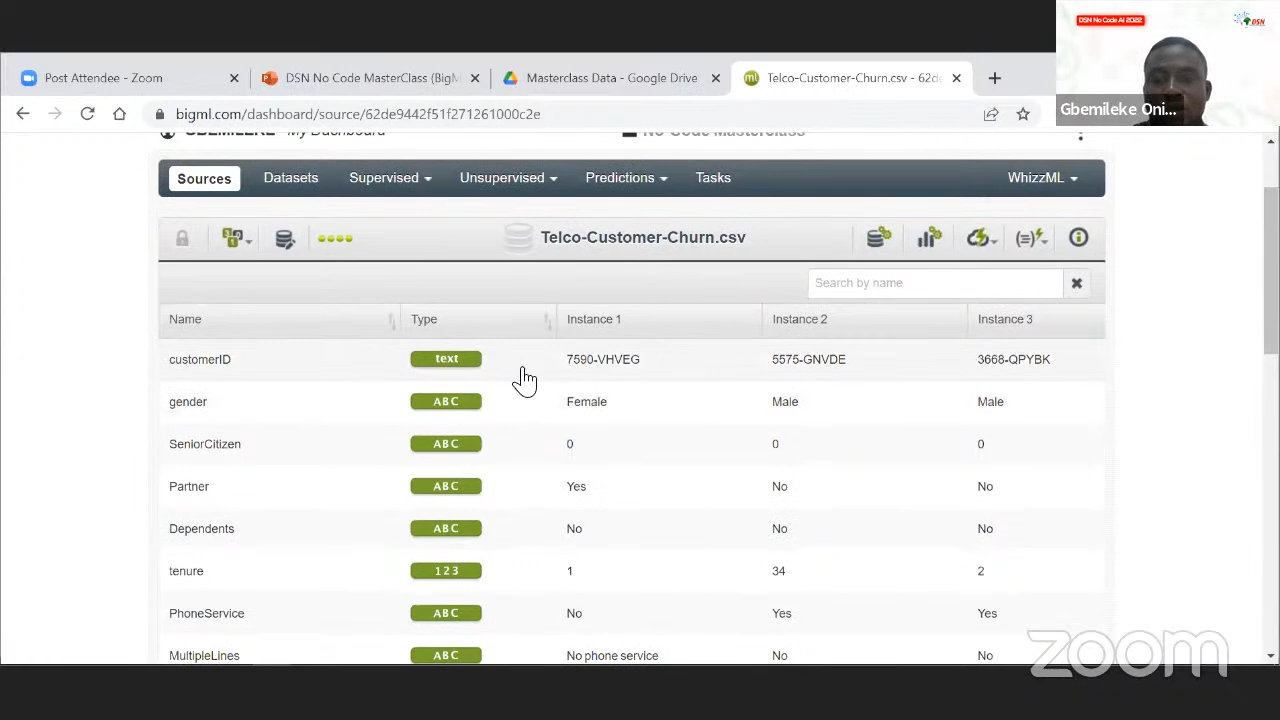 DSN No Code AI 2022
DSN
Gbemileke Oni...
Post Attendee - Zoom
DSN No Code MasterClass (BigM
Masterclass Data - Google Drive
Telco-Customer-Churn.csv - 62de
bigml.com/dashboard/source/62de94428f51f27f261000c2e
GBEMILEKE My Dashboard
No Code Masterclass
Sources
Datasets
Supervised
Unsupervised
Predictions
Tasks
WhizzML
Telco-Customer-Churn.csv
Search by name
Name Type Instance 1 Instance 2 Instance 3
customerID text 7590-VHVEG 5575-GNVDE 3668-QPYBK
gender ABC Female Male Male
SeniorCitizen ABC 0 0 0
Partner ABC Yes No No
Dependents ABC No No No
tenure 123 1 34 2
PhoneService ABC No Yes Yes
MultipleLines ABC No phone service No No
zoom